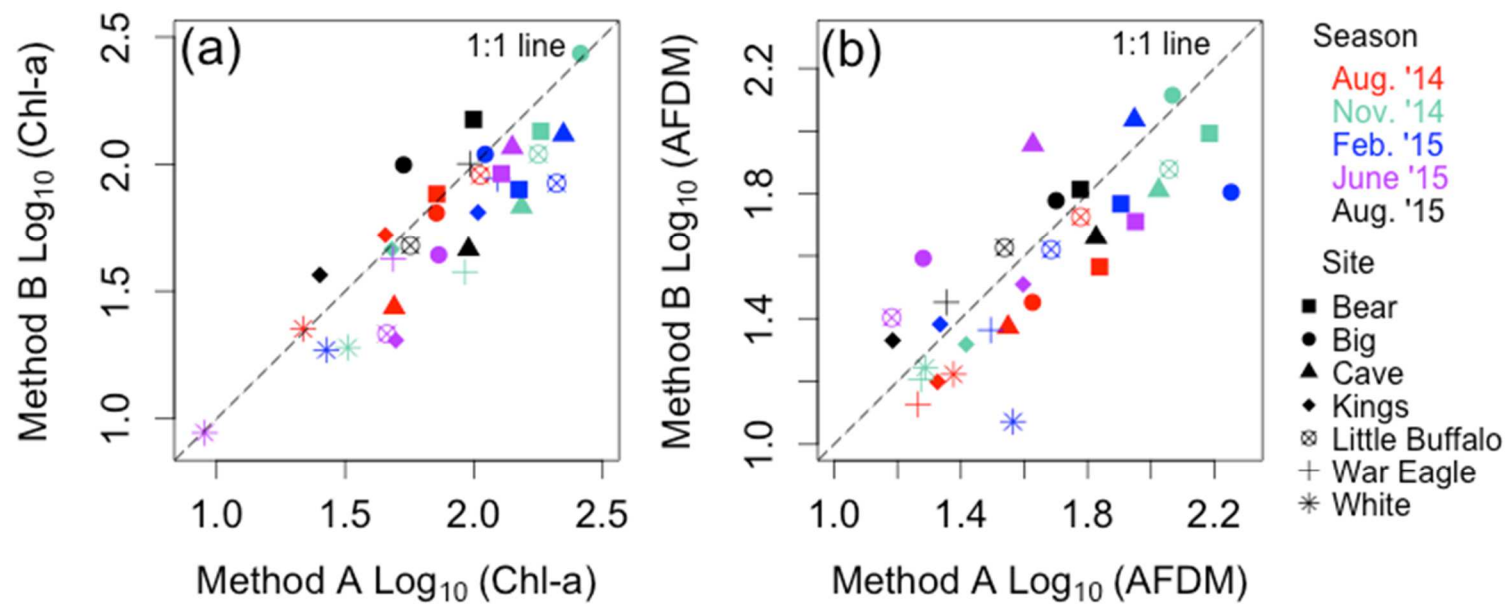 (a)
1:1 line
Method B Log10 (Chl-a)
2.5
2.0
1.5
1.0
1.0 1.5 2.0 2.5
Method A Log10 (Chl-a)
(b)
1:1 line
Method B Log10 (AFDM)
2.2
1.8
1.4
1.0
1.0 1.4 1.8 2.2
Method A Log10 (AFDM)
Season
Aug. '14
Nov. '14
Feb. '15
June '15
Aug. '15
Site
Bear
Big
Cave
Kings
Little Buffalo
War Eagle
White